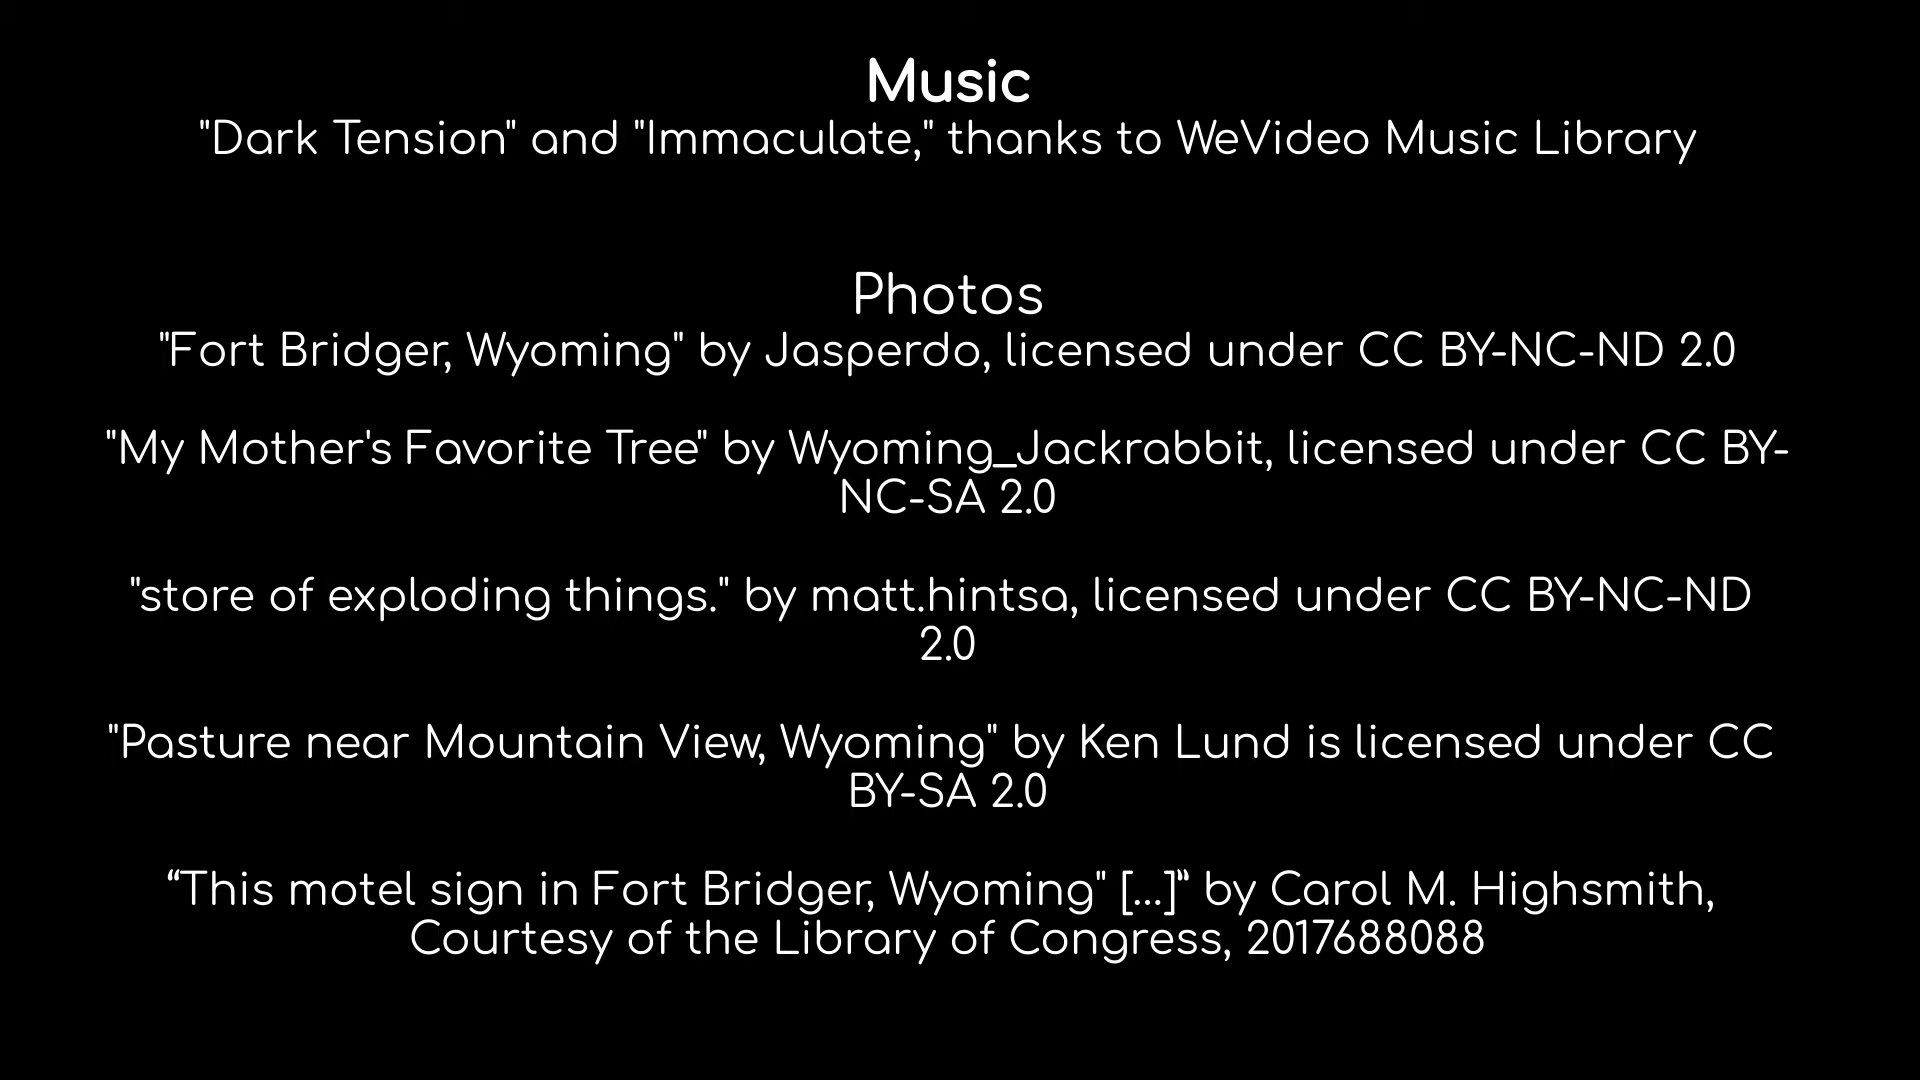 Music
"Dark Tension" and "Immaculate," thanks to WeVideo Music Library
Photos
"Fort Bridger, Wyoming" by Jasperdo, licensed under CC BY-NC-ND 2.0
"My Mother's Favorite Tree" by Wyoming_Jackrabbit, licensed under CC BY-
NC-SA 2.0
"store of exploding things." by matt.hintsa, licensed under CC BY-NC-ND
2.0
"Pasture near Mountain View, Wyoming" by Ken Lund is licensed under CC
BY-SA 2.0
“This motel sign in Fort Bridger, Wyoming" [...]” by Carol M. Highsmith,
Courtesy of the Library of Congress, 2017688088